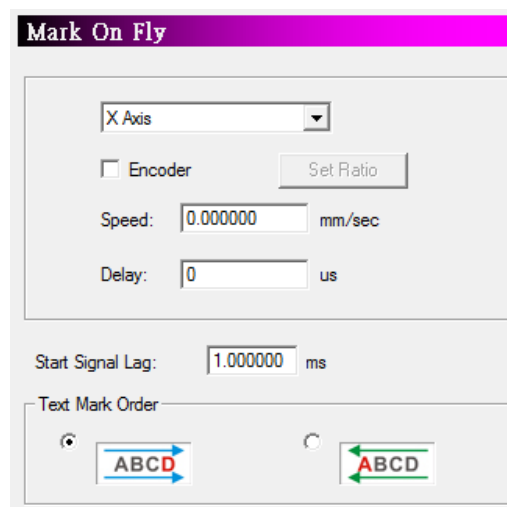 Mark On Fly
X Axis
Encoder Set Ratio
Speed: 0.000000 mm/sec
Delay: 0 us
Start Signal Lag: 1.000000 ms
Text Mark Order
ABCD ABCD